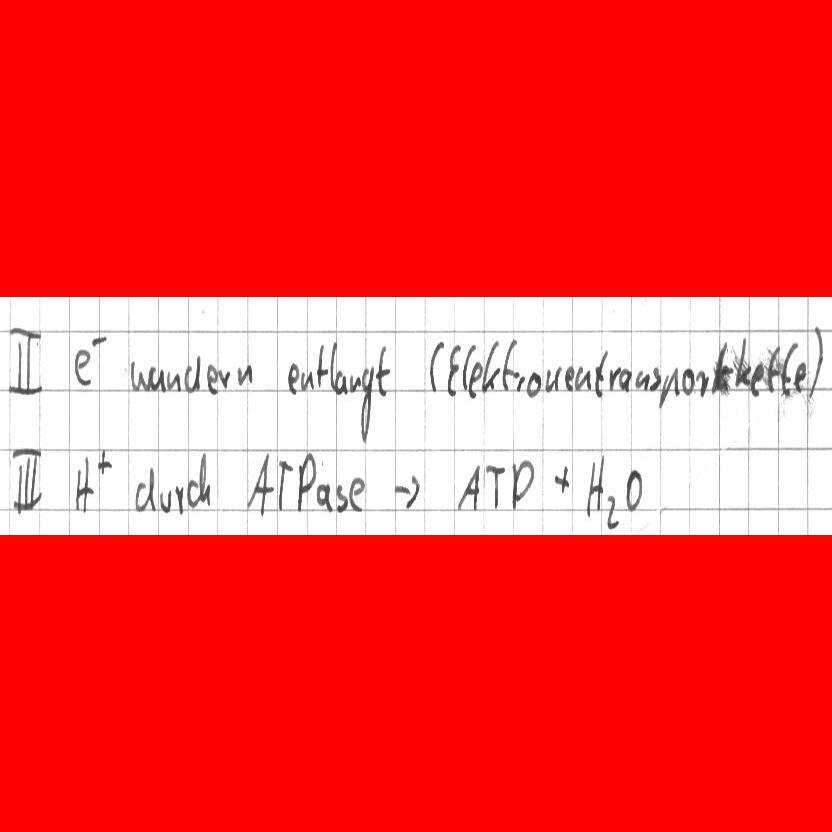 II e⁻ wandern entlangt (Elektronentransportkette)
III H⁺ durch ATPase → ATP + H₂O